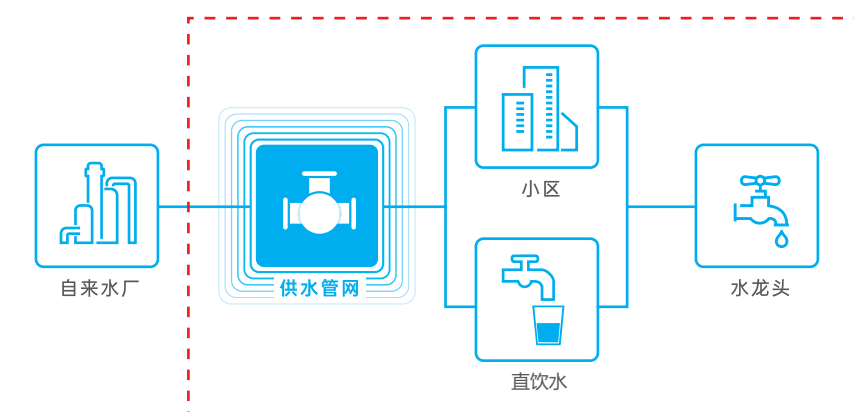 小区
自来水厂
供水管网
水龙头
直饮水